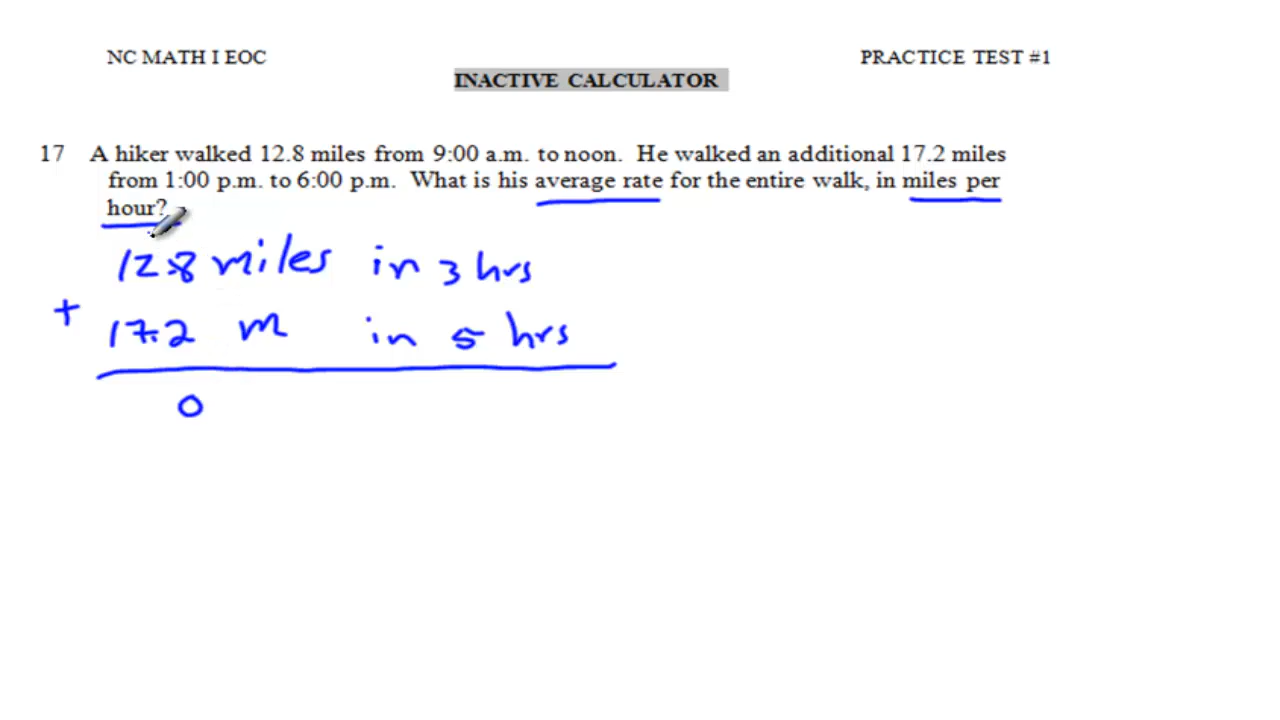 NC MATH I EOC PRACTICE TEST #1
INACTIVE CALCULATOR
17 A hiker walked 12.8 miles from 9:00 a.m. to noon. He walked an additional 17.2 miles
from 1:00 p.m. to 6:00 p.m. What is his average rate for the entire walk, in miles per
hour?
12.8 miles in 3 hrs
+
17.2 m in 5 hrs
0